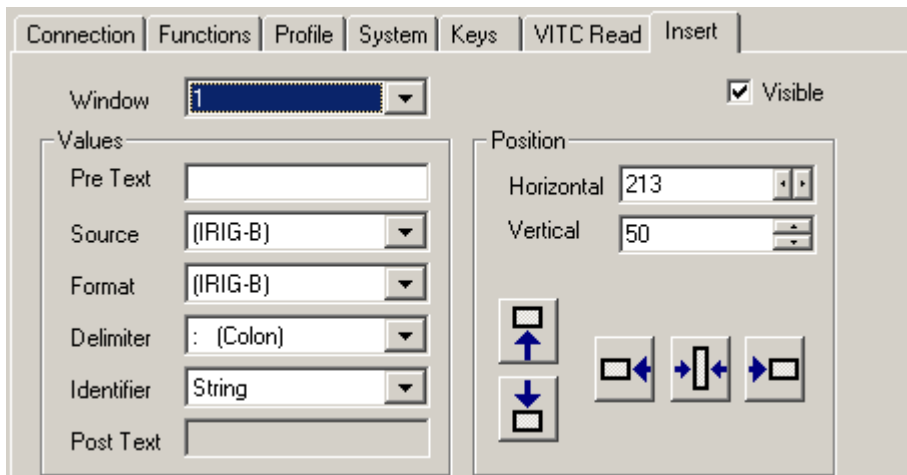 Connection Functions Profile System Keys VITC Read Insert
Window 1 Visible
Values
Pre Text
Source (IRIG-B)
Format (IRIG-B)
Delimiter : (Colon)
Identifier String
Post Text
Position
Horizontal 213
Vertical 50